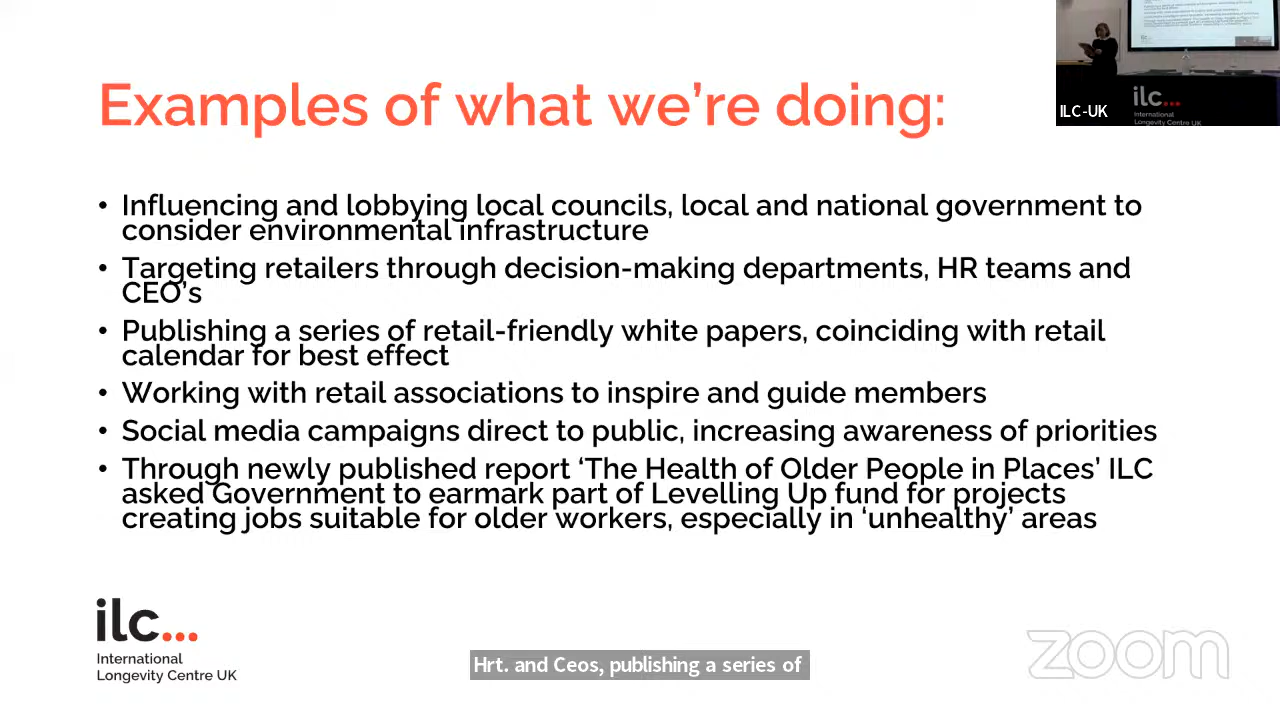 Examples of what we're doing:
• Influencing and lobbying local councils, local and national government to
consider environmental infrastructure
• Targeting retailers through decision-making departments, HR teams and
CEO's
• Publishing a series of retail-friendly white papers, coinciding with retail
calendar for best effect
• Working with retail associations to inspire and guide members
• Social media campaigns direct to public, increasing awareness of priorities
• Through newly published report 'The Health of Older People in Places' ILC
asked Government to earmark part of Levelling Up fund for projects
creating jobs suitable for older workers, especially in 'unhealthy' areas
ilc...
International
Longevity Centre UK
Hrt. and Ceos, publishing a series of
zoom
ILC-UK
ilc...
International
Longevity Centre UK
ilc